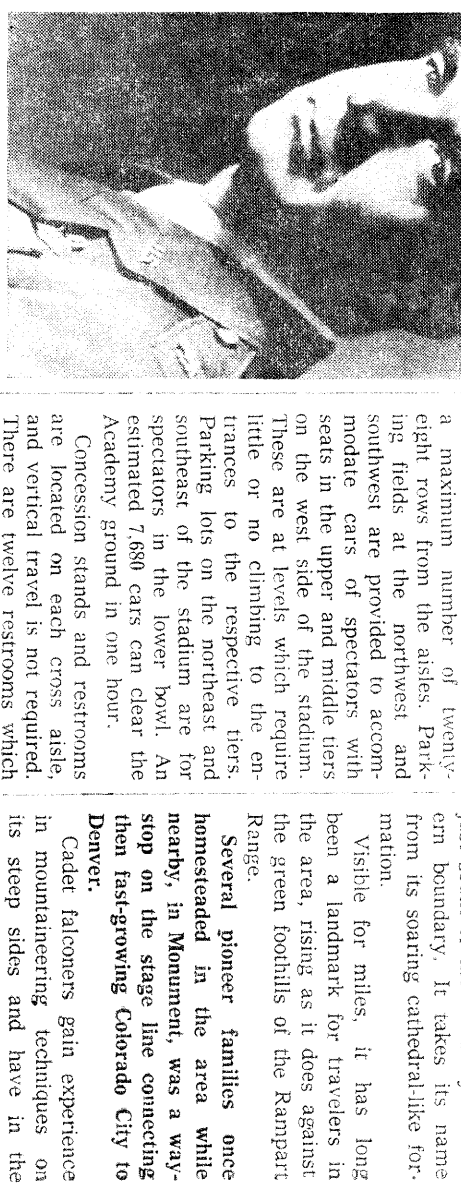 a maximum number of twenty-
eight rows from the aisles. Park-
ing fields at the northwest and
southwest are provided to accom-
modate cars of spectators with
seats in the upper and middle tiers
on the west side of the stadium.
These are at levels which require
little or no climbing to the en-
trances to the respective tiers.
Parking lots on the northeast and
southeast of the stadium are for
spectators in the lower bowl. An
estimated 7,680 cars can clear the
Academy ground in one hour.
Concession stands and restrooms
are located on each cross aisle,
and vertical travel is not required.
There are twelve restrooms which
ern boundary. It takes its name
from its soaring cathedral-like for-
mation.
Visible for miles, it has long
been a landmark for travelers in
the area, rising as it does against
the green foothills of the Rampart
Range.
Several pioneer families once
homesteaded in the area while
nearby, in Monument, was a way-
stop on the stage line connecting
then fast-growing Colorado City to
Denver.
Cadet falconers gain experience
in mountaineering techniques on
its steep sides and have in the